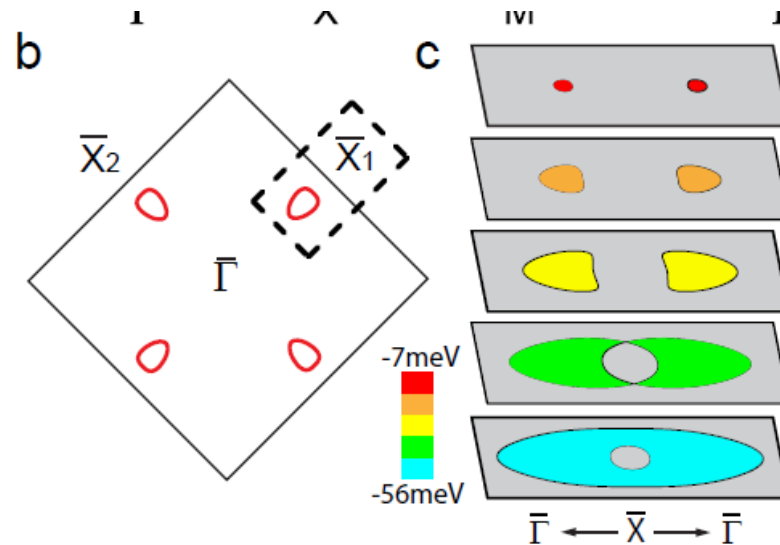 X
M
b
c
X̅₂
X̅₁
Γ̅
-7meV
-56meV
Γ̅ ← X̅ → Γ̅